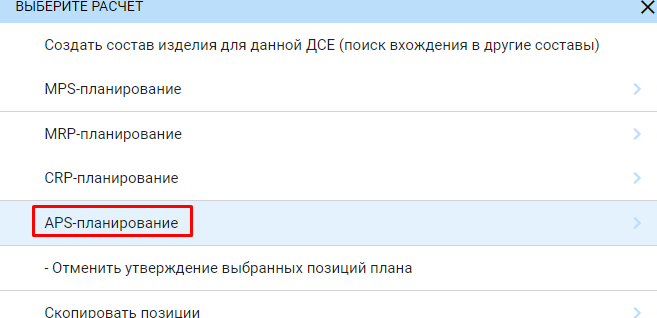 ВЫБЕРИТЕ РАСЧЕТ
Создать состав изделия для данной ДСЕ (поиск вхождения в другие составы)
MPS-планирование
MRP-планирование
CRP-планирование
APS-планирование
- Отменить утверждение выбранных позиций плана
Скопировать позиции